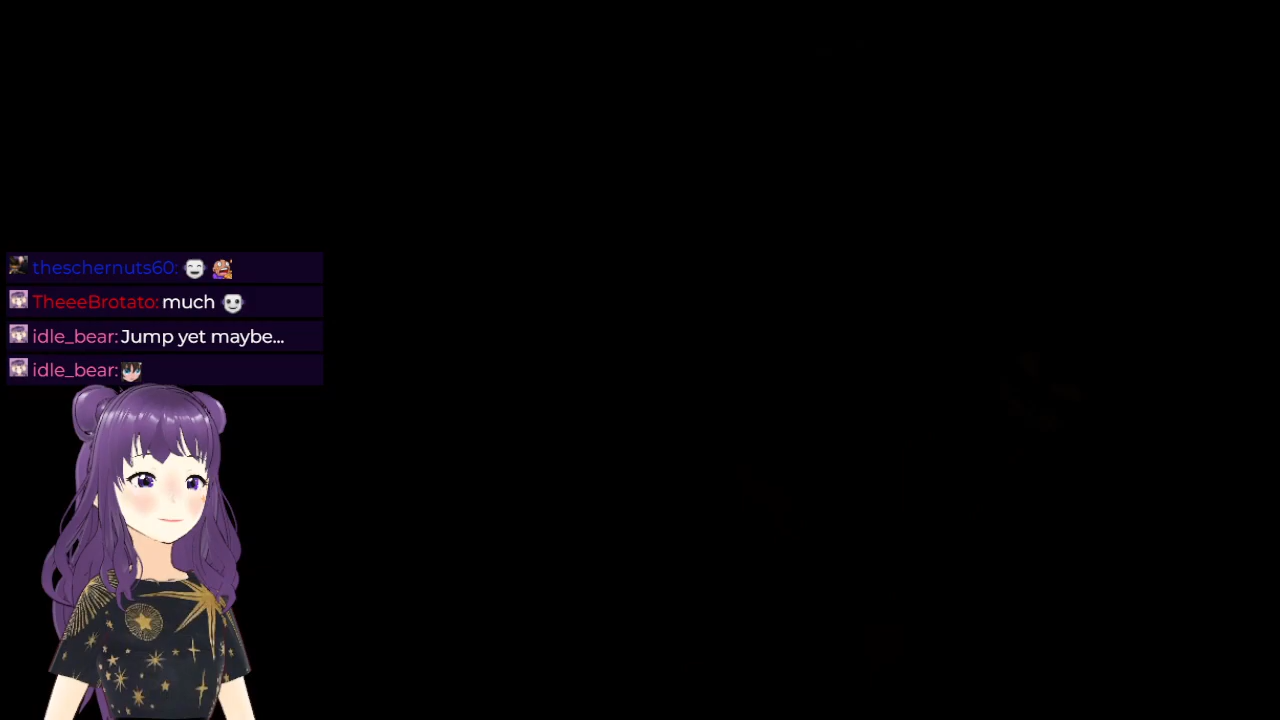 theschernuts60:
TheeeBrotato: much
idle_bear: Jump yet maybe...
idle_bear: